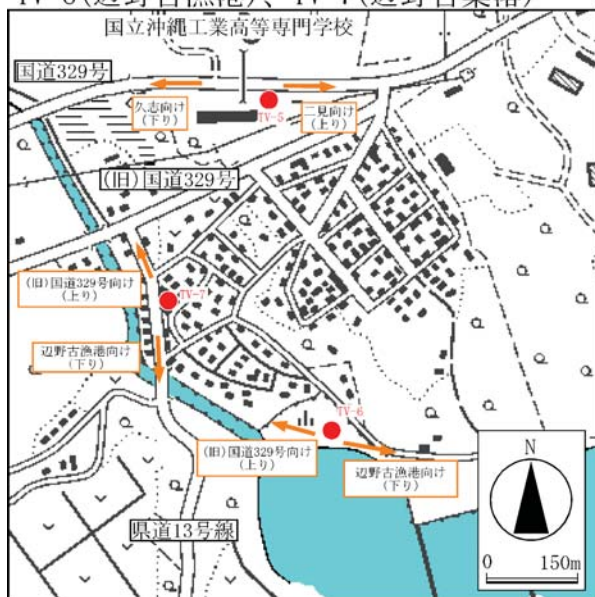 TV-6(辺野古漁港)、TV-7(辺野古集落)
国立沖縄工業高等専門学校
国道329号
久志向け
(下り)
TV-5
二見向け
(上り)
(旧)国道329号
(旧)国道329号向け
(上り)
TV-7
辺野古漁港向け
(下り)
TV-6
(旧)国道329号向け
(上り)
辺野古漁港向け
(下り)
県道13号線
N
0 150m